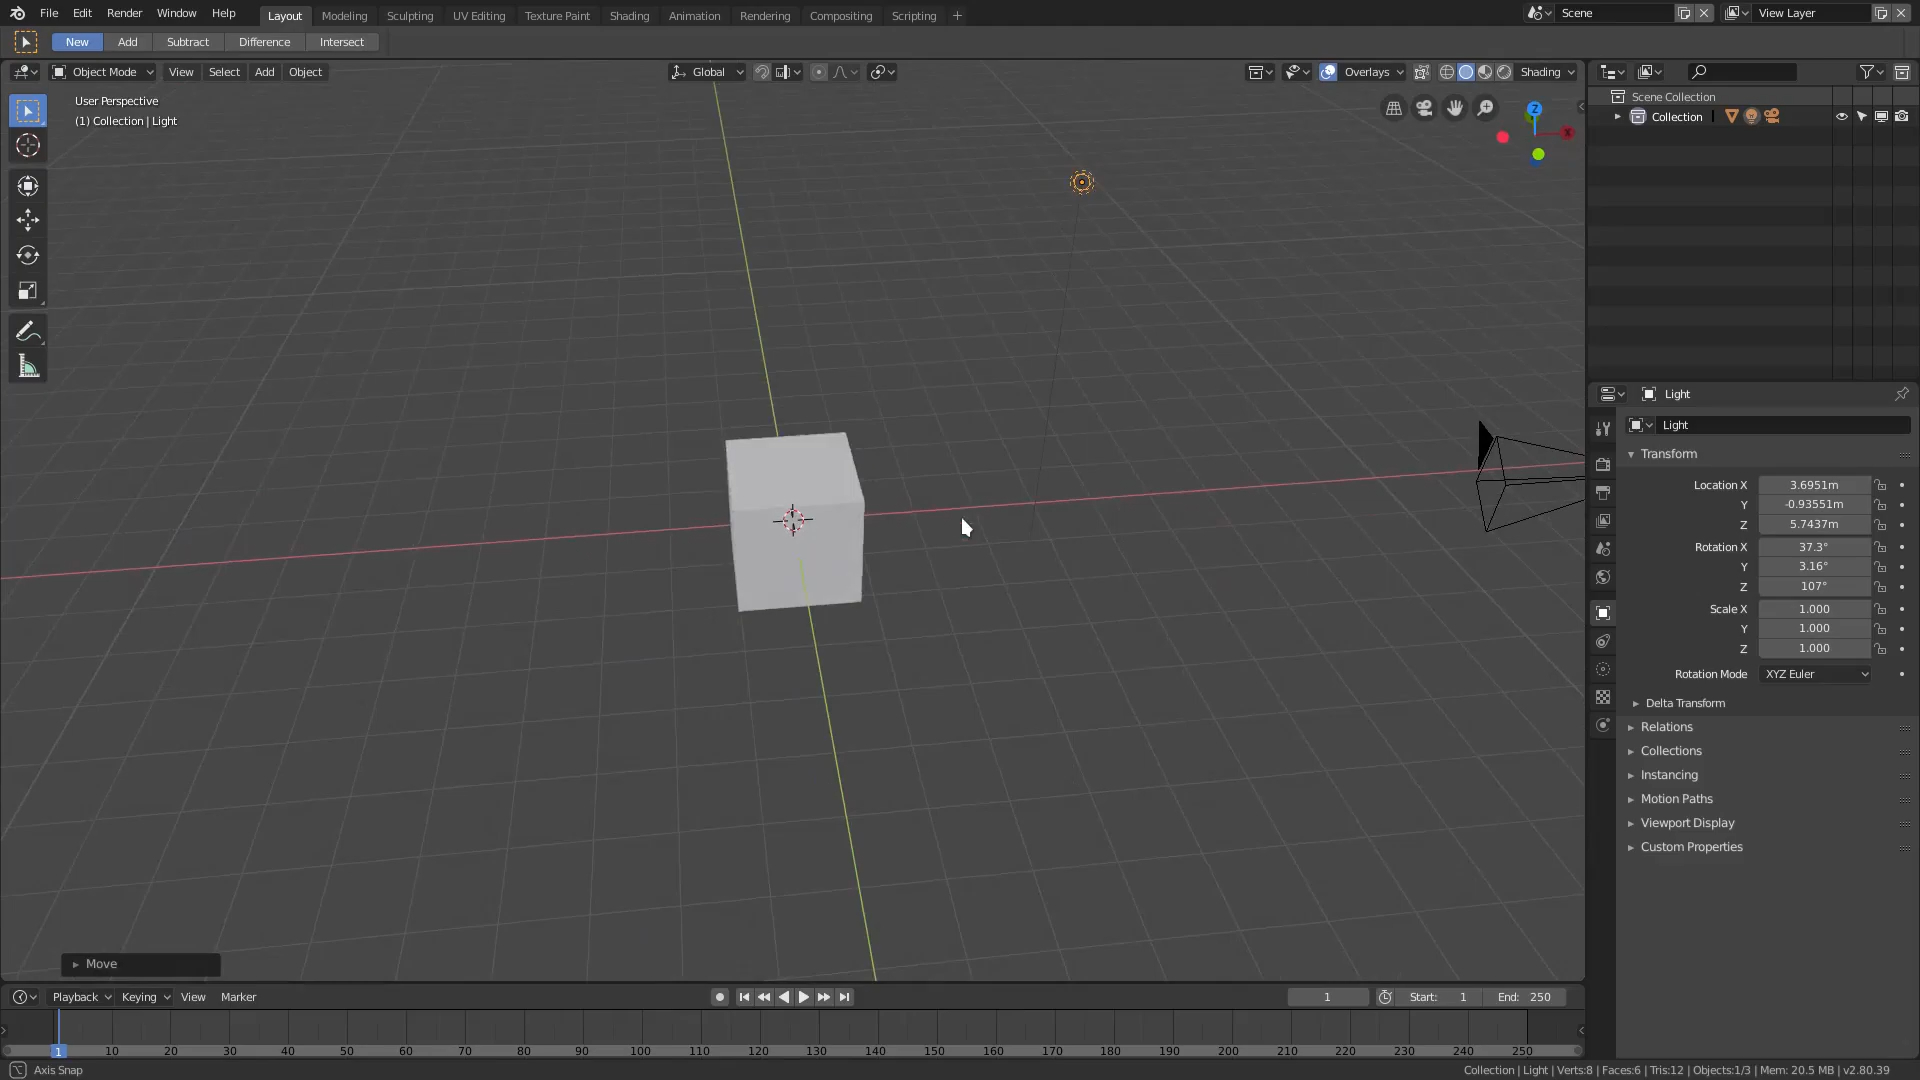 File Edit Render Window Help Layout Modeling Sculpting UV Editing Texture Paint Shading Animation Rendering Compositing Scripting + Scene View Layer
New Add Subtract Difference Intersect
Object Mode View Select Add Object Global Overlays Shading
User Perspective
(1) Collection | Light
Z
X
Scene Collection
Collection
Light
Light
Transform
Location X 3.6951m
Y -0.93551m
Z 5.7437m
Rotation X 37.3°
Y 3.16°
Z 107°
Scale X 1.000
Y 1.000
Z 1.000
Rotation Mode XYZ Euler
Delta Transform
Relations
Collections
Instancing
Motion Paths
Viewport Display
Custom Properties
Move
Playback Keying View Marker 1 Start: 1 End: 250
1 10 20 30 40 50 60 70 80 90 100 110 120 130 140 150 160 170 180 190 200 210 220 230 240 250
Axis Snap Collection | Light | Verts:8 | Faces:6 | Tris:12 | Objects:1/3 | Mem: 20.5 MB | v2.80.39